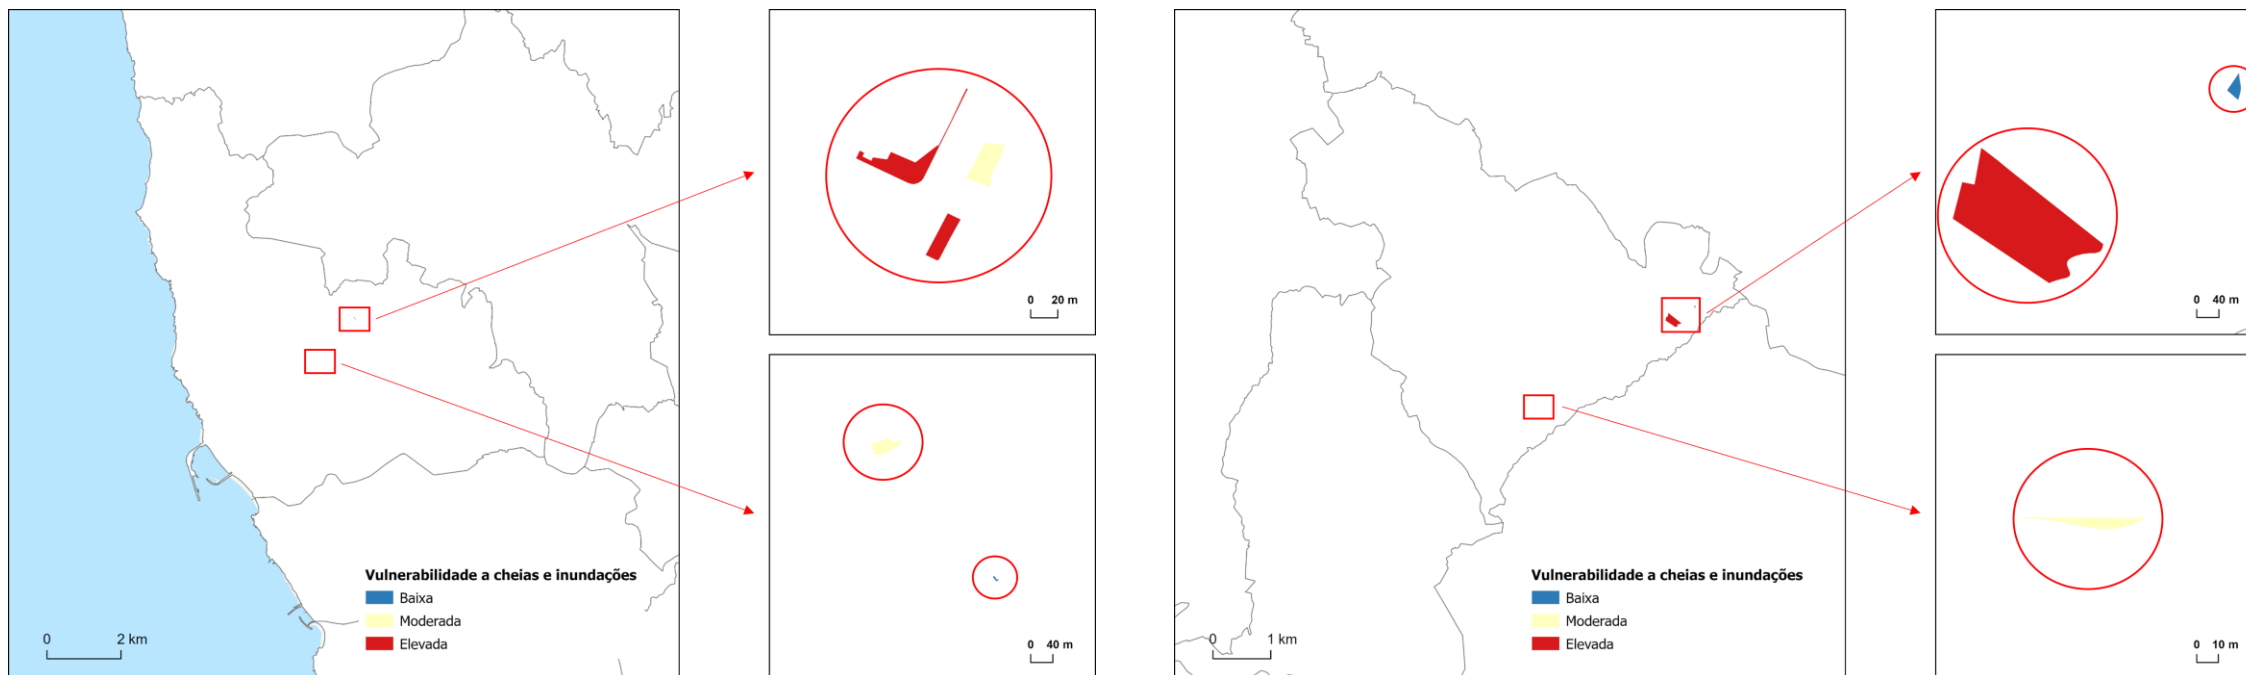 0 20 m
Vulnerabilidade a cheias e inundações
Baixa
Moderada
Elevada
0 2 km
0 40 m
0 40 m
Vulnerabilidade a cheias e inundações
Baixa
Moderada
Elevada
0 1 km
0 10 m